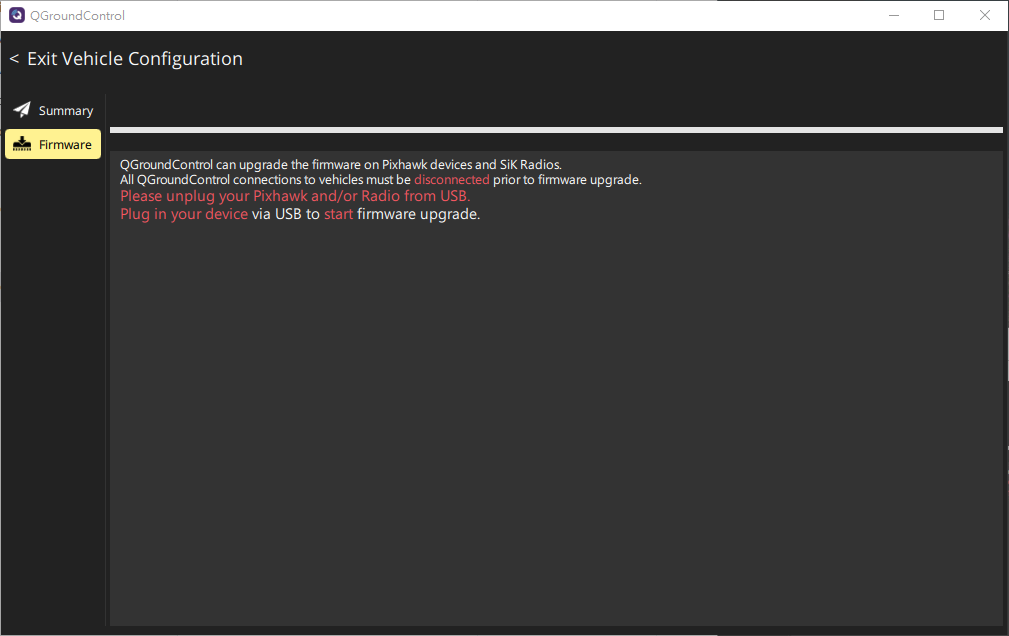 QGroundControl
< Exit Vehicle Configuration
Summary
Firmware
QGroundControl can upgrade the firmware on Pixhawk devices and SiK Radios.
All QGroundControl connections to vehicles must be disconnected prior to firmware upgrade.
Please unplug your Pixhawk and/or Radio from USB.
Plug in your device via USB to start firmware upgrade.